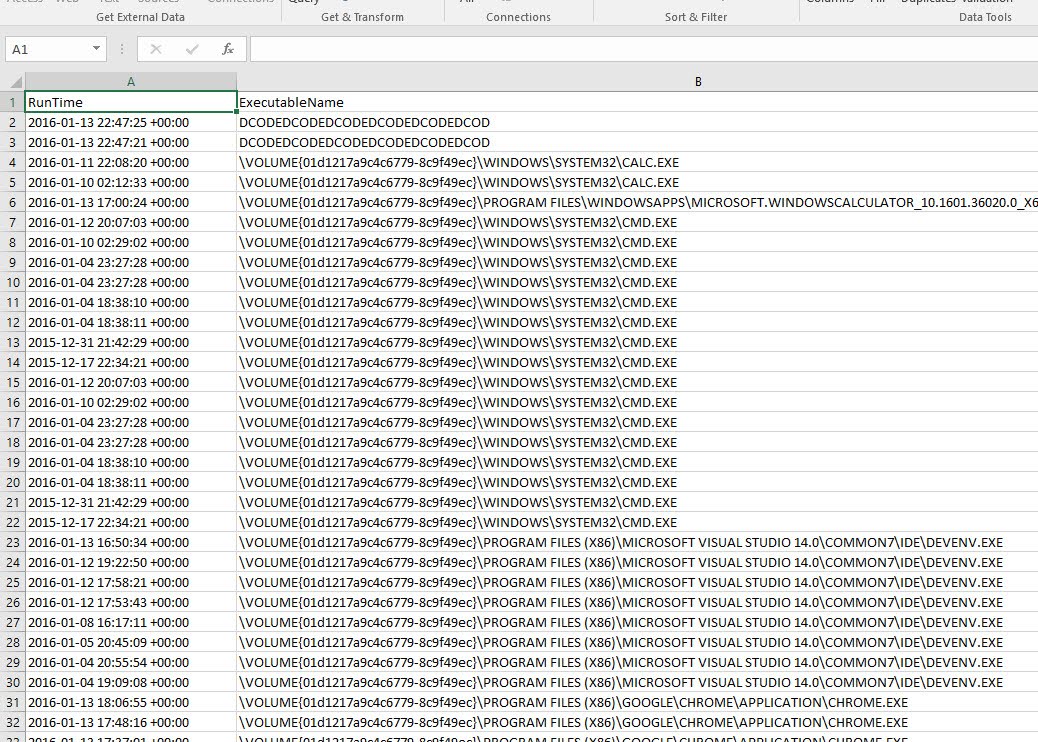 Get External Data Get & Transform Connections Sort & Filter Data Tools
A1 fx
A B
1 RunTime ExecutableName
2 2016-01-13 22:47:25 +00:00 DCODEDCODEDCODEDCODEDCODEDCOD
3 2016-01-13 22:47:21 +00:00 DCODEDCODEDCODEDCODEDCODEDCOD
4 2016-01-11 22:08:20 +00:00 \VOLUME{01d1217a9c4c6779-8c9f49ec}\WINDOWS\SYSTEM32\CALC.EXE
5 2016-01-10 02:12:33 +00:00 \VOLUME{01d1217a9c4c6779-8c9f49ec}\WINDOWS\SYSTEM32\CALC.EXE
6 2016-01-13 17:00:24 +00:00 \VOLUME{01d1217a9c4c6779-8c9f49ec}\PROGRAM FILES\WINDOWSAPPS\MICROSOFT.WINDOWSCALCULATOR_10.1601.36020.0_X6
7 2016-01-12 20:07:03 +00:00 \VOLUME{01d1217a9c4c6779-8c9f49ec}\WINDOWS\SYSTEM32\CMD.EXE
8 2016-01-10 02:29:02 +00:00 \VOLUME{01d1217a9c4c6779-8c9f49ec}\WINDOWS\SYSTEM32\CMD.EXE
9 2016-01-04 23:27:28 +00:00 \VOLUME{01d1217a9c4c6779-8c9f49ec}\WINDOWS\SYSTEM32\CMD.EXE
10 2016-01-04 23:27:28 +00:00 \VOLUME{01d1217a9c4c6779-8c9f49ec}\WINDOWS\SYSTEM32\CMD.EXE
11 2016-01-04 18:38:10 +00:00 \VOLUME{01d1217a9c4c6779-8c9f49ec}\WINDOWS\SYSTEM32\CMD.EXE
12 2016-01-04 18:38:11 +00:00 \VOLUME{01d1217a9c4c6779-8c9f49ec}\WINDOWS\SYSTEM32\CMD.EXE
13 2015-12-31 21:42:29 +00:00 \VOLUME{01d1217a9c4c6779-8c9f49ec}\WINDOWS\SYSTEM32\CMD.EXE
14 2015-12-17 22:34:21 +00:00 \VOLUME{01d1217a9c4c6779-8c9f49ec}\WINDOWS\SYSTEM32\CMD.EXE
15 2016-01-12 20:07:03 +00:00 \VOLUME{01d1217a9c4c6779-8c9f49ec}\WINDOWS\SYSTEM32\CMD.EXE
16 2016-01-10 02:29:02 +00:00 \VOLUME{01d1217a9c4c6779-8c9f49ec}\WINDOWS\SYSTEM32\CMD.EXE
17 2016-01-04 23:27:28 +00:00 \VOLUME{01d1217a9c4c6779-8c9f49ec}\WINDOWS\SYSTEM32\CMD.EXE
18 2016-01-04 23:27:28 +00:00 \VOLUME{01d1217a9c4c6779-8c9f49ec}\WINDOWS\SYSTEM32\CMD.EXE
19 2016-01-04 18:38:10 +00:00 \VOLUME{01d1217a9c4c6779-8c9f49ec}\WINDOWS\SYSTEM32\CMD.EXE
20 2016-01-04 18:38:11 +00:00 \VOLUME{01d1217a9c4c6779-8c9f49ec}\WINDOWS\SYSTEM32\CMD.EXE
21 2015-12-31 21:42:29 +00:00 \VOLUME{01d1217a9c4c6779-8c9f49ec}\WINDOWS\SYSTEM32\CMD.EXE
22 2015-12-17 22:34:21 +00:00 \VOLUME{01d1217a9c4c6779-8c9f49ec}\WINDOWS\SYSTEM32\CMD.EXE
23 2016-01-13 16:50:34 +00:00 \VOLUME{01d1217a9c4c6779-8c9f49ec}\PROGRAM FILES (X86)\MICROSOFT VISUAL STUDIO 14.0\COMMON7\IDE\DEVENV.EXE
24 2016-01-12 19:22:50 +00:00 \VOLUME{01d1217a9c4c6779-8c9f49ec}\PROGRAM FILES (X86)\MICROSOFT VISUAL STUDIO 14.0\COMMON7\IDE\DEVENV.EXE
25 2016-01-12 17:58:21 +00:00 \VOLUME{01d1217a9c4c6779-8c9f49ec}\PROGRAM FILES (X86)\MICROSOFT VISUAL STUDIO 14.0\COMMON7\IDE\DEVENV.EXE
26 2016-01-12 17:53:43 +00:00 \VOLUME{01d1217a9c4c6779-8c9f49ec}\PROGRAM FILES (X86)\MICROSOFT VISUAL STUDIO 14.0\COMMON7\IDE\DEVENV.EXE
27 2016-01-08 16:17:11 +00:00 \VOLUME{01d1217a9c4c6779-8c9f49ec}\PROGRAM FILES (X86)\MICROSOFT VISUAL STUDIO 14.0\COMMON7\IDE\DEVENV.EXE
28 2016-01-05 20:45:09 +00:00 \VOLUME{01d1217a9c4c6779-8c9f49ec}\PROGRAM FILES (X86)\MICROSOFT VISUAL STUDIO 14.0\COMMON7\IDE\DEVENV.EXE
29 2016-01-04 20:55:54 +00:00 \VOLUME{01d1217a9c4c6779-8c9f49ec}\PROGRAM FILES (X86)\MICROSOFT VISUAL STUDIO 14.0\COMMON7\IDE\DEVENV.EXE
30 2016-01-04 19:09:08 +00:00 \VOLUME{01d1217a9c4c6779-8c9f49ec}\PROGRAM FILES (X86)\MICROSOFT VISUAL STUDIO 14.0\COMMON7\IDE\DEVENV.EXE
31 2016-01-13 18:06:55 +00:00 \VOLUME{01d1217a9c4c6779-8c9f49ec}\PROGRAM FILES (X86)\GOOGLE\CHROME\APPLICATION\CHROME.EXE
32 2016-01-13 17:48:16 +00:00 \VOLUME{01d1217a9c4c6779-8c9f49ec}\PROGRAM FILES (X86)\GOOGLE\CHROME\APPLICATION\CHROME.EXE